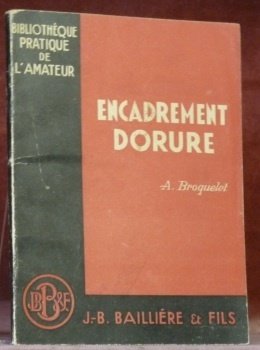 BIBLIOTHÈQUE
PRATIQUE
DE
L'AMATEUR
ENCADREMENT
DORURE
A. Broquelet
JBB&F
J.-B. BAILLIÈRE & FILS